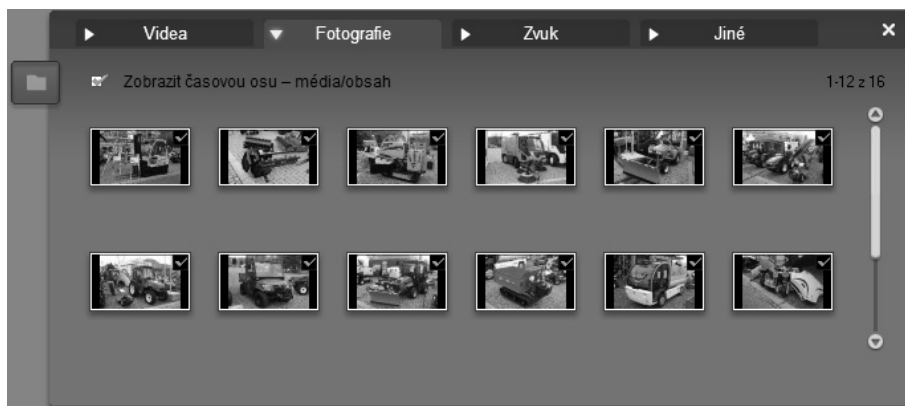 Videa
Fotografie
Zvuk
Jiné
Zobrazit časovou osu – média/obsah
1-12 z 16